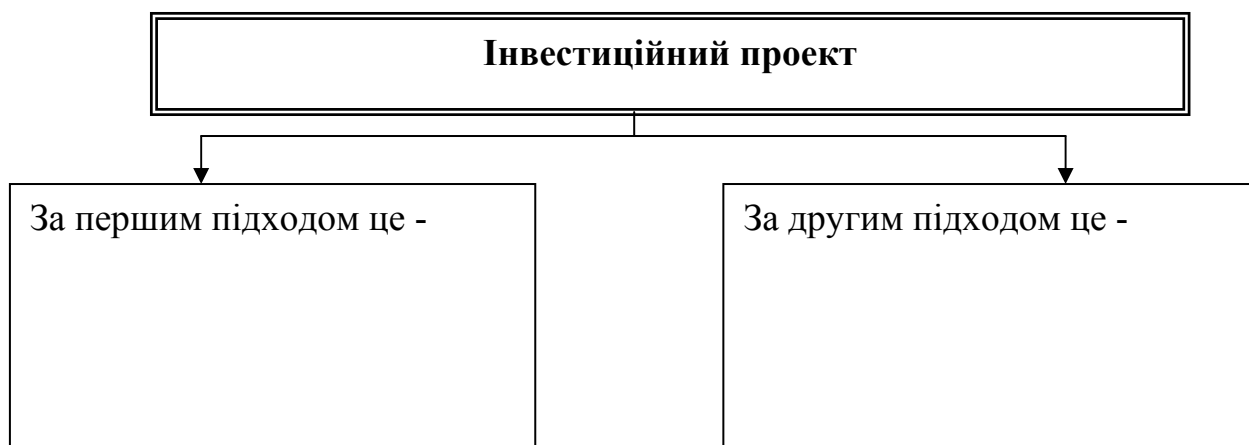 Інвестиційний проект
За першим підходом це -
За другим підходом це -